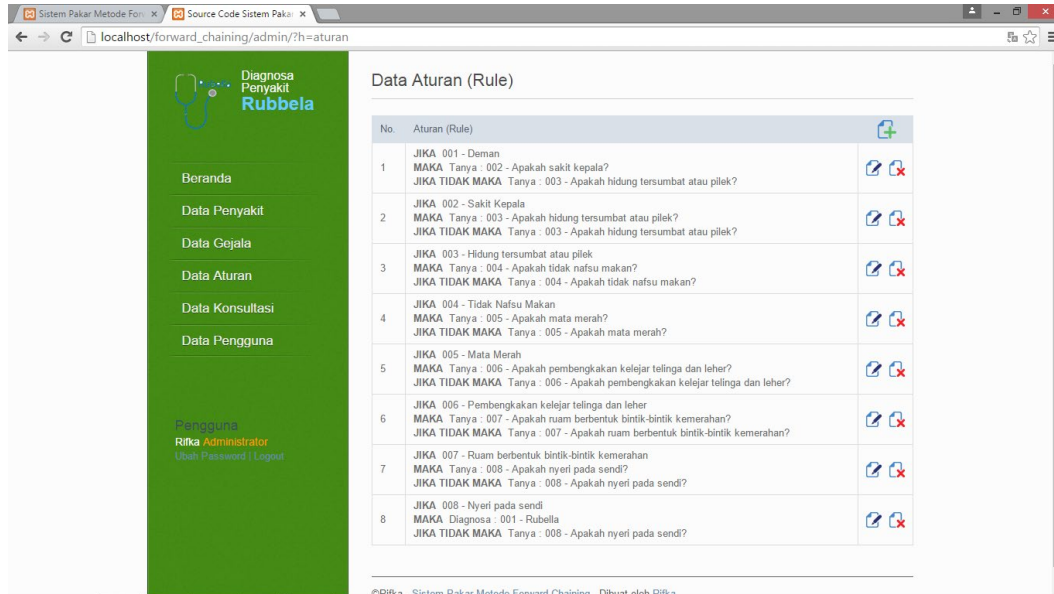 Sistem Pakar Metode For
Source Code Sistem Pakar
localhost/forward_chaining/admin/?h=aturan
Diagnosa
Penyakit
Rubbela
Beranda
Data Penyakit
Data Gejala
Data Aturan
Data Konsultasi
Data Pengguna
Pengguna
Rifka Administrator
Ubah Password | Logout
Data Aturan (Rule)
No. Aturan (Rule)
1
JIKA 001 - Deman
MAKA Tanya : 002 - Apakah sakit kepala?
JIKA TIDAK MAKA Tanya : 003 - Apakah hidung tersumbat atau pilek?
2
JIKA 002 - Sakit Kepala
MAKA Tanya : 003 - Apakah hidung tersumbat atau pilek?
JIKA TIDAK MAKA Tanya : 003 - Apakah hidung tersumbat atau pilek?
3
JIKA 003 - Hidung tersumbat atau pilek
MAKA Tanya : 004 - Apakah tidak nafsu makan?
JIKA TIDAK MAKA Tanya : 004 - Apakah tidak nafsu makan?
4
JIKA 004 - Tidak Nafsu Makan
MAKA Tanya : 005 - Apakah mata merah?
JIKA TIDAK MAKA Tanya : 005 - Apakah mata merah?
5
JIKA 005 - Mata Merah
MAKA Tanya : 006 - Apakah pembengkakan kelejar telinga dan leher?
JIKA TIDAK MAKA Tanya : 006 - Apakah pembengkakan kelejar telinga dan leher?
6
JIKA 006 - Pembengkakan kelejar telinga dan leher
MAKA Tanya : 007 - Apakah ruam berbentuk bintik-bintik kemerahan?
JIKA TIDAK MAKA Tanya : 007 - Apakah ruam berbentuk bintik-bintik kemerahan?
7
JIKA 007 - Ruam berbentuk bintik-bintik kemerahan
MAKA Tanya : 008 - Apakah nyeri pada sendi?
JIKA TIDAK MAKA Tanya : 008 - Apakah nyeri pada sendi?
8
JIKA 008 - Nyeri pada sendi
MAKA Diagnosa : 001 - Rubella
JIKA TIDAK MAKA Tanya : 008 - Apakah nyeri pada sendi?
©Rifka - Sistem Pakar Metode Forward Chaining - Dibuat oleh Rifka